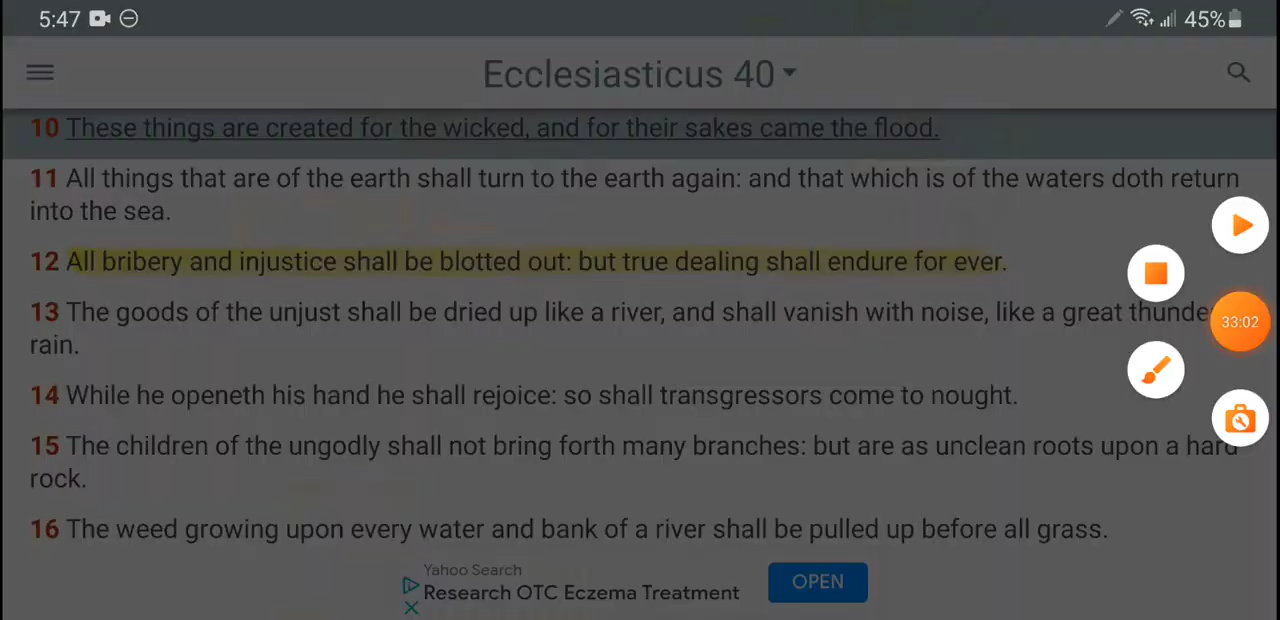 5:47 45%
Ecclesiasticus 40
10 These things are created for the wicked, and for their sakes came the flood.
11 All things that are of the earth shall turn to the earth again: and that which is of the waters doth return
into the sea.
12 All bribery and injustice shall be blotted out: but true dealing shall endure for ever.
13 The goods of the unjust shall be dried up like a river, and shall vanish with noise, like a great thunde
rain.
33:02
14 While he openeth his hand he shall rejoice: so shall transgressors come to nought.
15 The children of the ungodly shall not bring forth many branches: but are as unclean roots upon a hard
rock.
16 The weed growing upon every water and bank of a river shall be pulled up before all grass.
Yahoo Search
Research OTC Eczema Treatment
OPEN